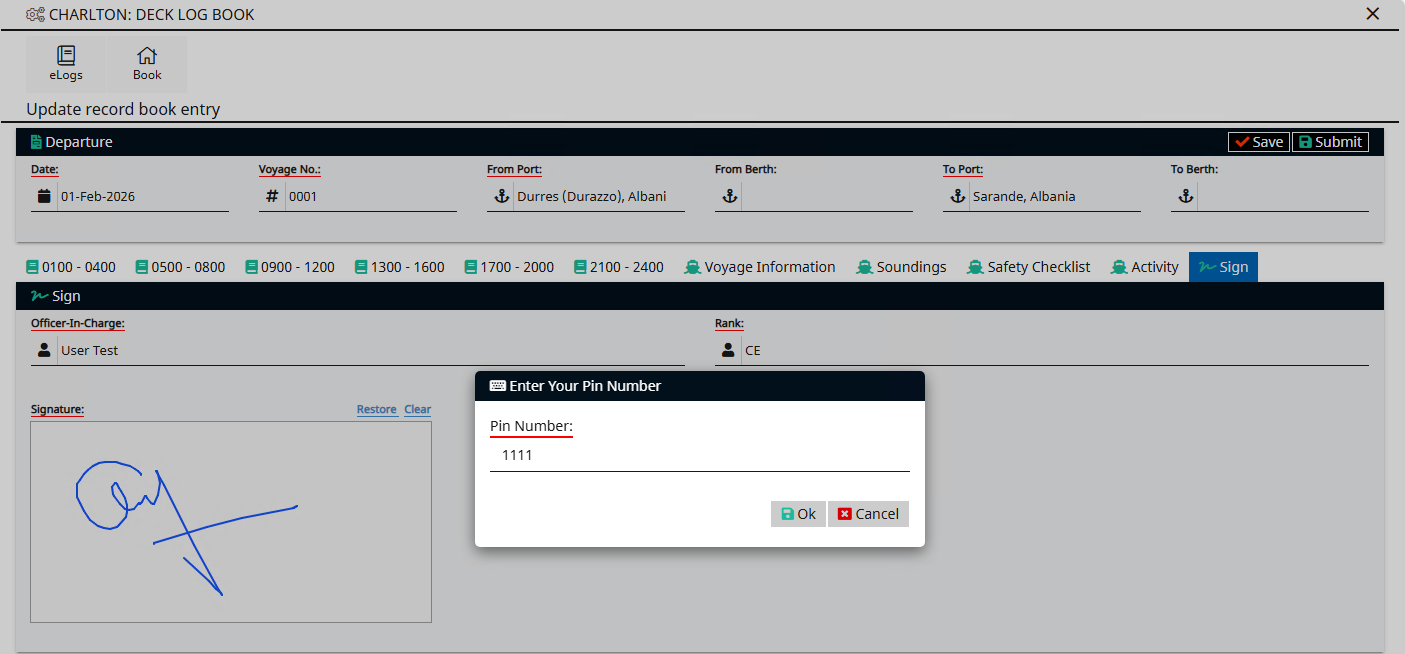 CHARLTON: DECK LOG BOOK
eLogs Book
Update record book entry
Departure Save Submit
Date: Voyage No.: From Port: From Berth: To Port: To Berth:
01-Feb-2026 # 0001 Durres (Durazzo), Albani Sarande, Albania
0100 - 0400 0500 - 0800 0900 - 1200 1300 - 1600 1700 - 2000 2100 - 2400 Voyage Information Soundings Safety Checklist Activity Sign
Sign
Officer-In-Charge: Rank:
User Test CE
Enter Your Pin Number
Signature: Restore Clear
Pin Number:
1111
Ok Cancel